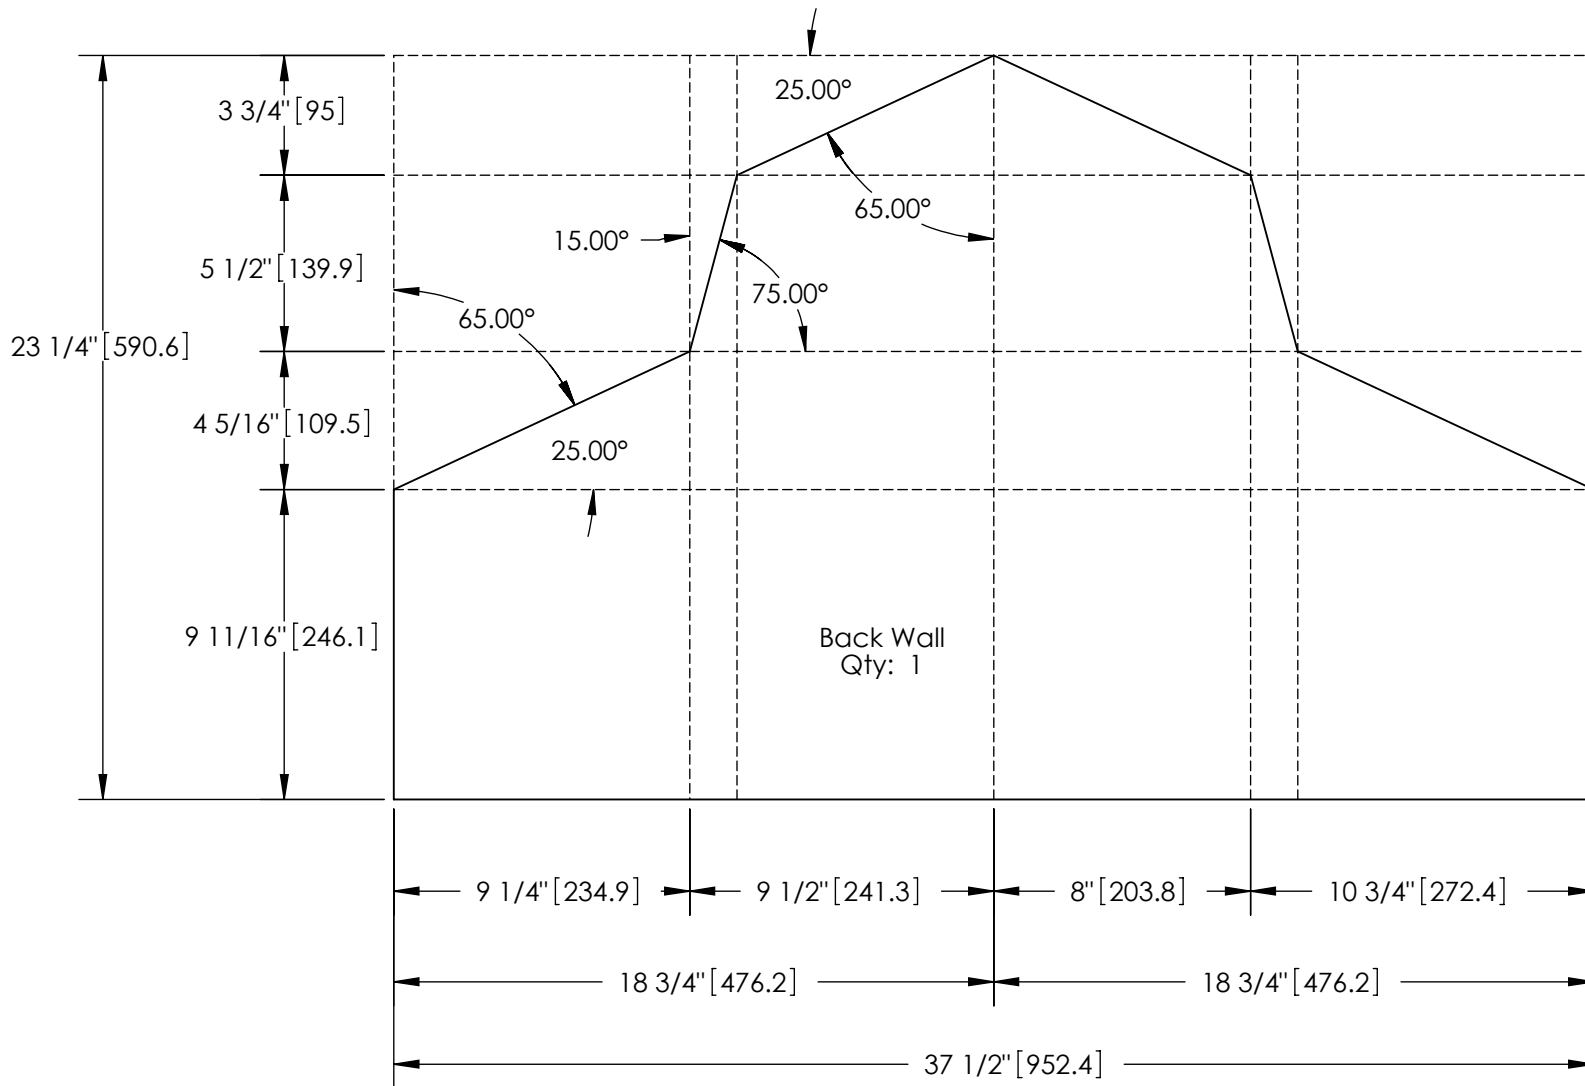 25.00°
3 3/4" [95]
65.00°
15.00°
5 1/2" [139.9]
75.00°
65.00°
23 1/4" [590.6]
4 5/16" [109.5]
25.00°
9 11/16" [246.1]
Back Wall
Qty: 1
9 1/4" [234.9] 9 1/2" [241.3] 8" [203.8] 10 3/4" [272.4]
18 3/4" [476.2] 18 3/4" [476.2]
37 1/2" [952.4]